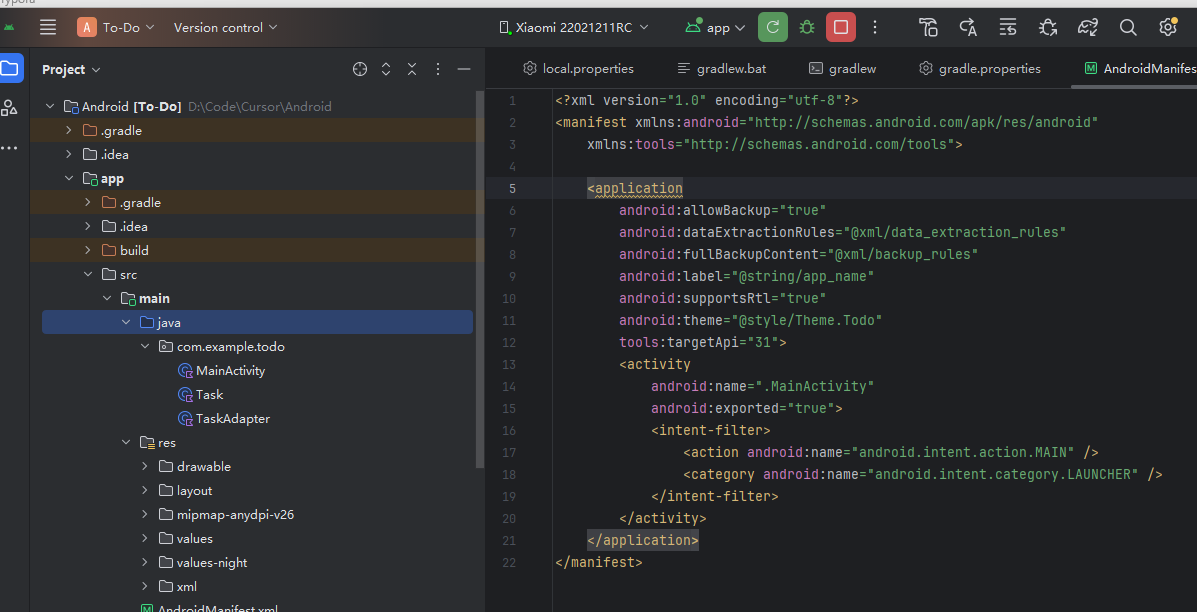 A To-Do Version control Xiaomi 22021211RC app
Project
local.properties gradlew.bat gradlew gradle.properties AndroidManifes
Android [To-Do] D:\Code\Cursor\Android
.gradle
.idea
app
.gradle
.idea
build
src
main
java
com.example.todo
MainActivity
Task
TaskAdapter
res
drawable
layout
mipmap-anydpi-v26
values
values-night
xml
AndroidManifest.xml
1 <?xml version="1.0" encoding="utf-8"?>
2 <manifest xmlns:android="http://schemas.android.com/apk/res/android"
3 xmlns:tools="http://schemas.android.com/tools">
4
5 <application
6 android:allowBackup="true"
7 android:dataExtractionRules="@xml/data_extraction_rules"
8 android:fullBackupContent="@xml/backup_rules"
9 android:label="@string/app_name"
10 android:supportsRtl="true"
11 android:theme="@style/Theme.Todo"
12 tools:targetApi="31">
13 <activity
14 android:name=".MainActivity"
15 android:exported="true">
16 <intent-filter>
17 <action android:name="android.intent.action.MAIN" />
18 <category android:name="android.intent.category.LAUNCHER" />
19 </intent-filter>
20 </activity>
21 </application>
22 </manifest>